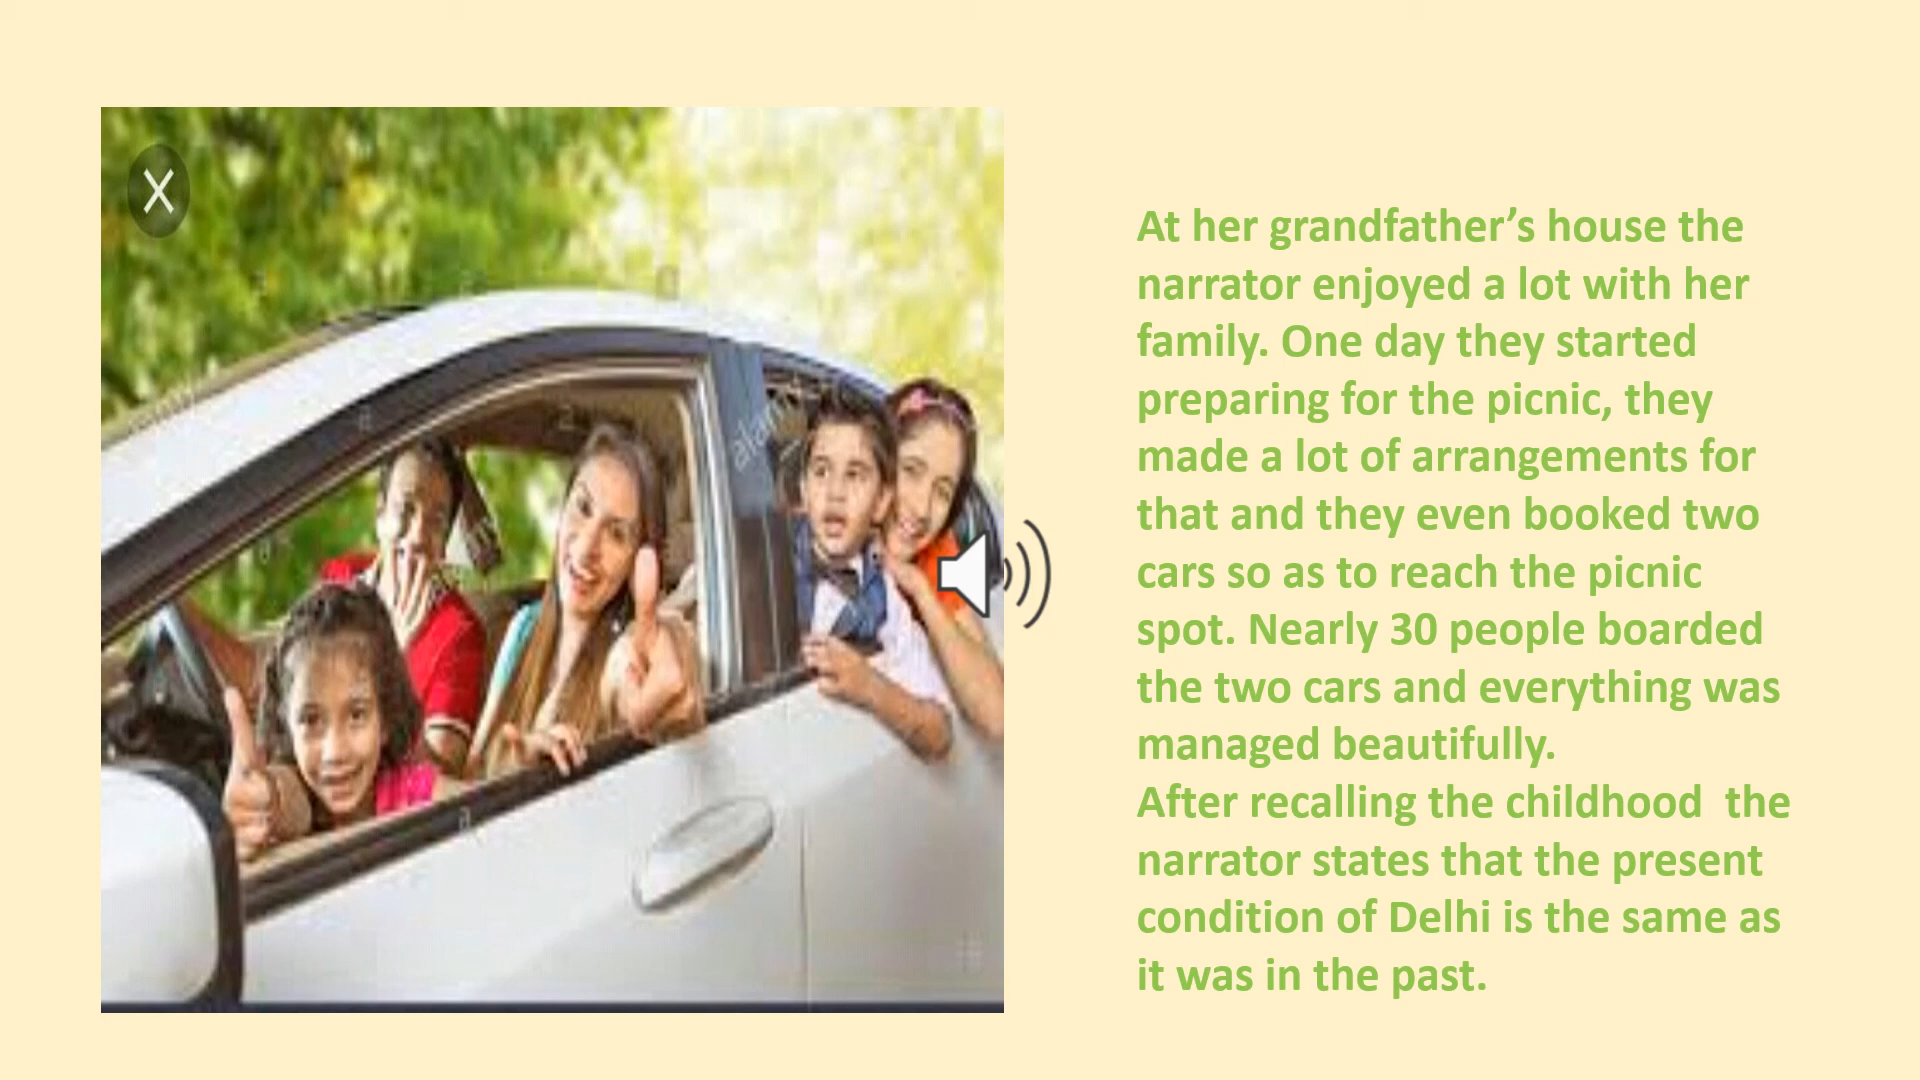 X
At her grandfather’s house the
narrator enjoyed a lot with her
family. One day they started
preparing for the picnic, they
made a lot of arrangements for
that and they even booked two
cars so as to reach the picnic
spot. Nearly 30 people boarded
the two cars and everything was
managed beautifully.
After recalling the childhood  the
narrator states that the present
condition of Delhi is the same as
it was in the past.